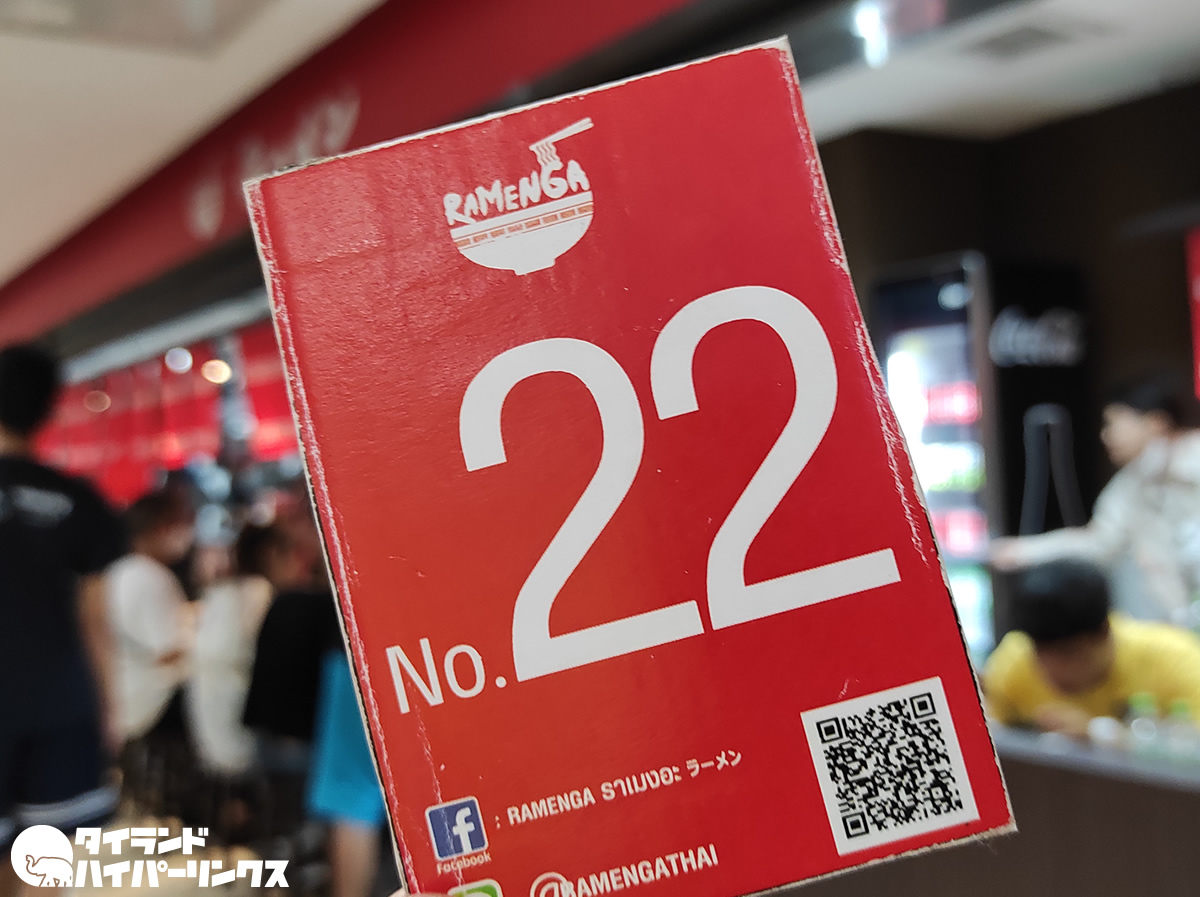 RAMENGA
No. 22
Facebook
: RAMENGA ราเมงอะ ラーメン
@RAMENGATHAI
タイランド
ハイパーリンクス